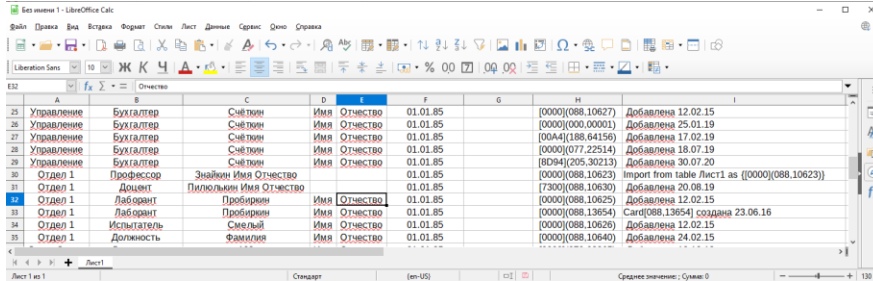 Без имени 1 - LibreOffice Calc
Файл Правка Вид Вставка Формат Стили Лист Данные Сервис Окно Справка
Liberation Sans 10 Ж К Ч А % 0,0
E32 fx Σ = Отчество
A B C D E F G H I
25 Управление Бухгалтер Счёткин Имя Отчество 01.01.85 [0000](088,10627) Добавлена 12.02.15
26 Управление Бухгалтер Счёткин Имя Отчество 01.01.85 [0000](000,00001) Добавлена 25.01.19
27 Управление Бухгалтер Счёткин Имя Отчество 01.01.85 [00A4](188,64156) Добавлена 17.02.19
28 Управление Бухгалтер Счёткин Имя Отчество 01.01.85 [0000](077,22514) Добавлена 18.07.19
29 Управление Бухгалтер Счёткин Имя Отчество 01.01.85 [8D94](205,30213) Добавлена 30.07.20
30 Отдел 1 Профессор Знайкин Имя Отчество 01.01.85 [0000](088,10623) Import from table Лист1 as {[0000](088,10623)}
31 Отдел 1 Доцент Пилюлькин Имя Отчество 01.01.85 [7300](088,10630) Добавлена 20.08.19
32 Отдел 1 Лаборант Пробиркин Имя Отчество 01.01.85 [0000](088,10625) Добавлена 12.02.15
33 Отдел 1 Лаборант Пробиркин Имя Отчество 01.01.85 [0000](088,13654) Card[088,13654] создана 23.06.16
34 Отдел 1 Испытатель Смелый Имя Отчество 01.01.85 [0000](088,10626) Добавлена 12.02.15
35 Отдел 1 Должность Фамилия Имя Отчество 01.01.85 [0000](088,10640) Добавлена 24.02.15
Лист1
Лист 1 из 1 Стандарт (en-US) Среднее значение: ; Сумма: 0 130